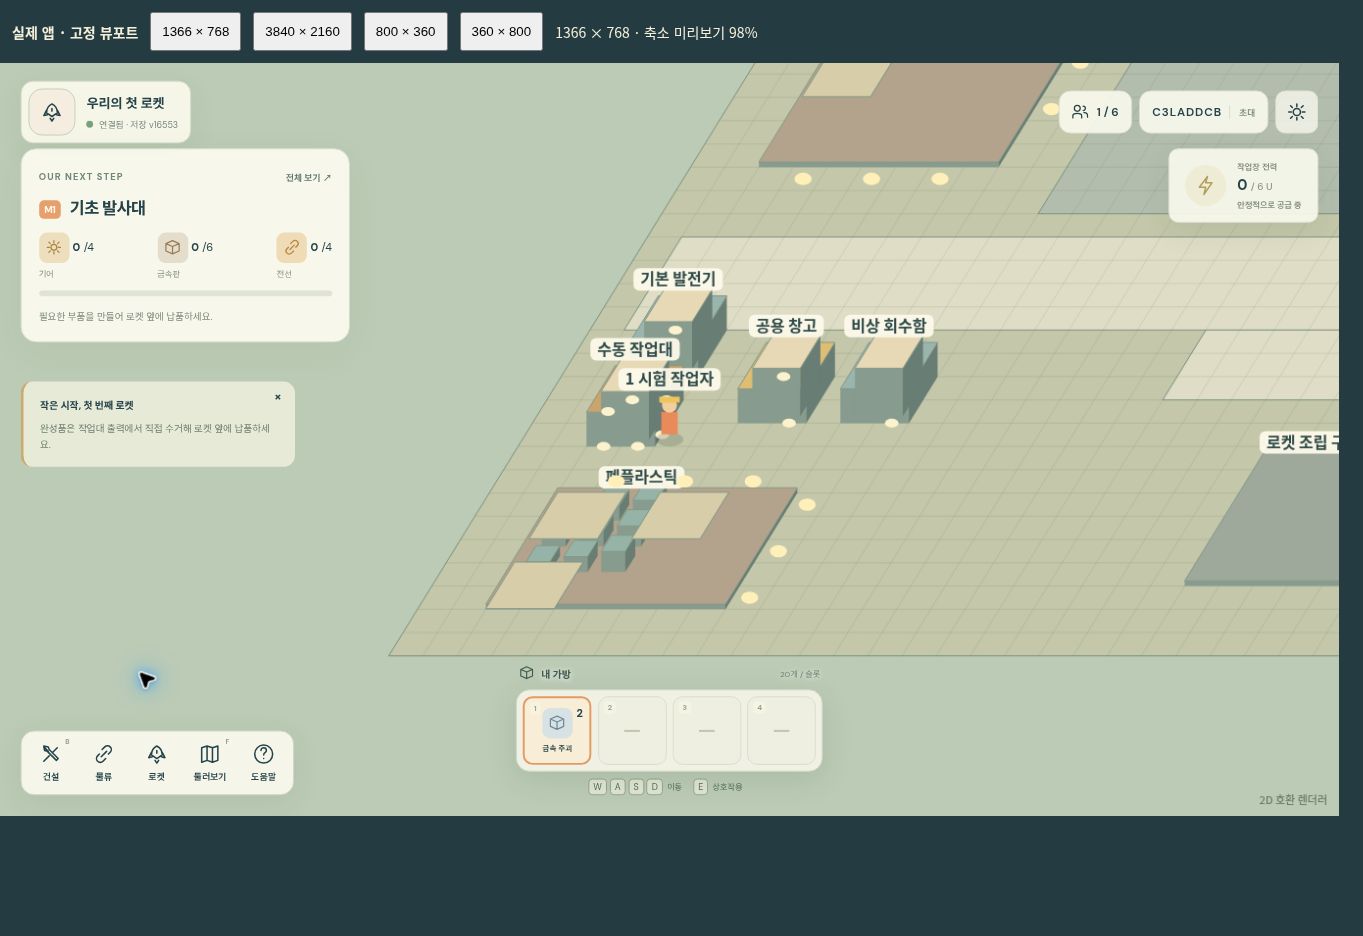 실제 앱 · 고정 뷰포트 1366 × 768 3840 × 2160 800 × 360 360 × 800 1366 × 768 · 축소 미리보기 98%
우리의 첫 로켓
연결됨 · 저장 v16553
1 / 6
C3LADDCB 초대
OUR NEXT STEP 전체 보기 ↗
M1 기초 발사대
0 /4 0 /6 0 /4
기어 금속판 전선
필요한 부품을 만들어 로켓 옆에 납품하세요.
작업장 전력
0 / 6 U
안정적으로 공급 중
작은 시작, 첫 번째 로켓 ×
완성품은 작업대 출력에서 직접 수거해 로켓 옆에 납품하세
요.
기본 발전기
공용 창고
비상 회수함
수동 작업대
1 시험 작업자
로켓 조립 구
폐플라스틱
내 가방 20개 / 슬롯
1 2 2 3 4
금속 주괴
W A S D 이동 E 상호작용
B F
건설 물류 로켓 둘러보기 도움말
2D 호환 렌더러